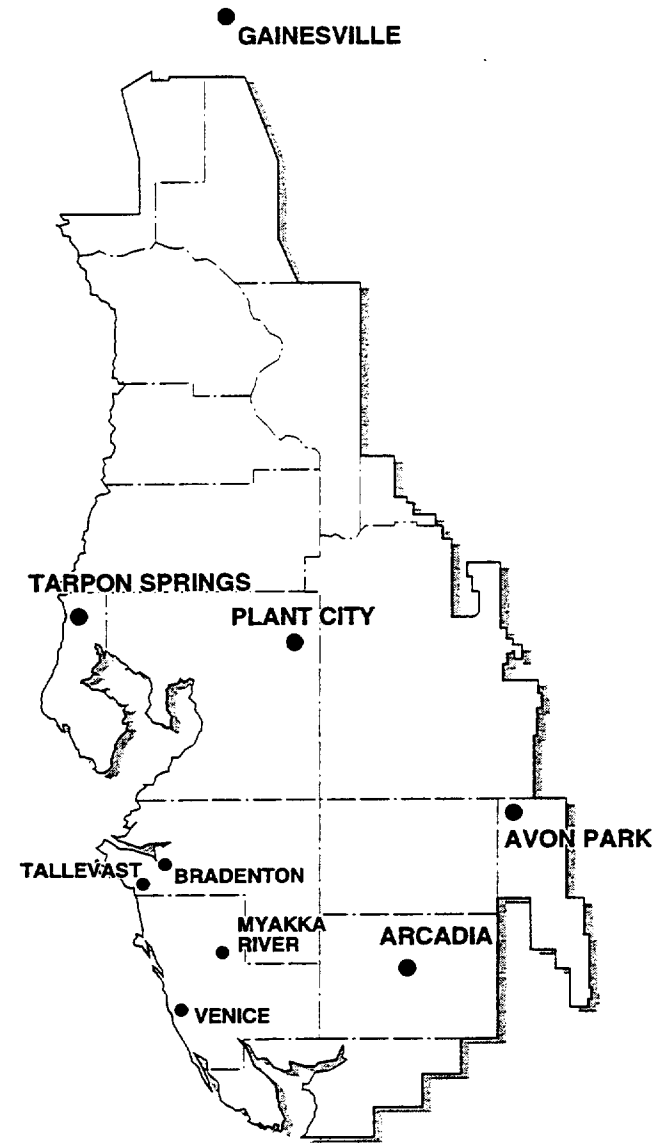 GAINESVILLE
TARPON SPRINGS
PLANT CITY
AVON PARK
TALLEVAST
BRADENTON
MYAKKA
RIVER
ARCADIA
VENICE